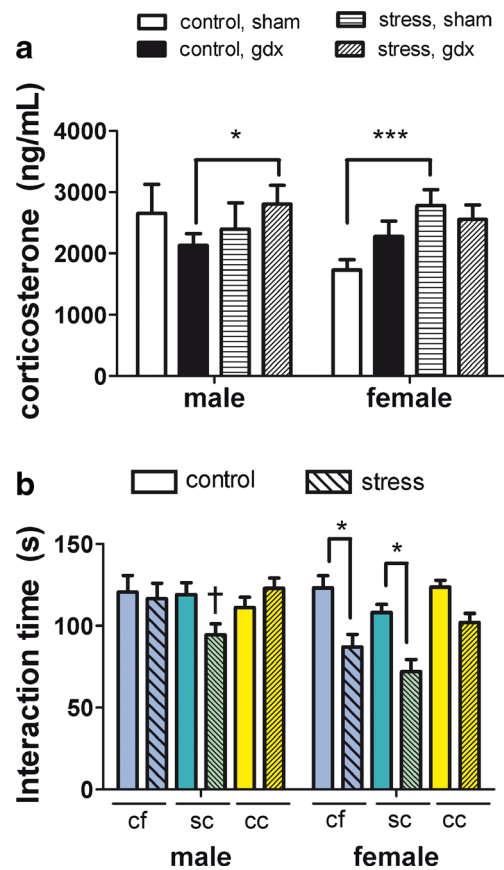 control, sham
stress, sham
control, gdx
stress, gdx
a
corticosterone (ng/mL)
4000
3000
2000
1000
0
*
***
male
female
b
control
stress
Interaction time (s)
150
100
50
0
†
*
*
cf
sc
cc
cf
sc
cc
male
female